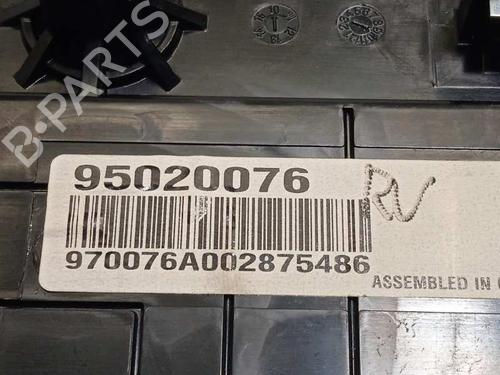 B-PARTS
95020076
RV
970076A002875486
ASSEMBLED IN